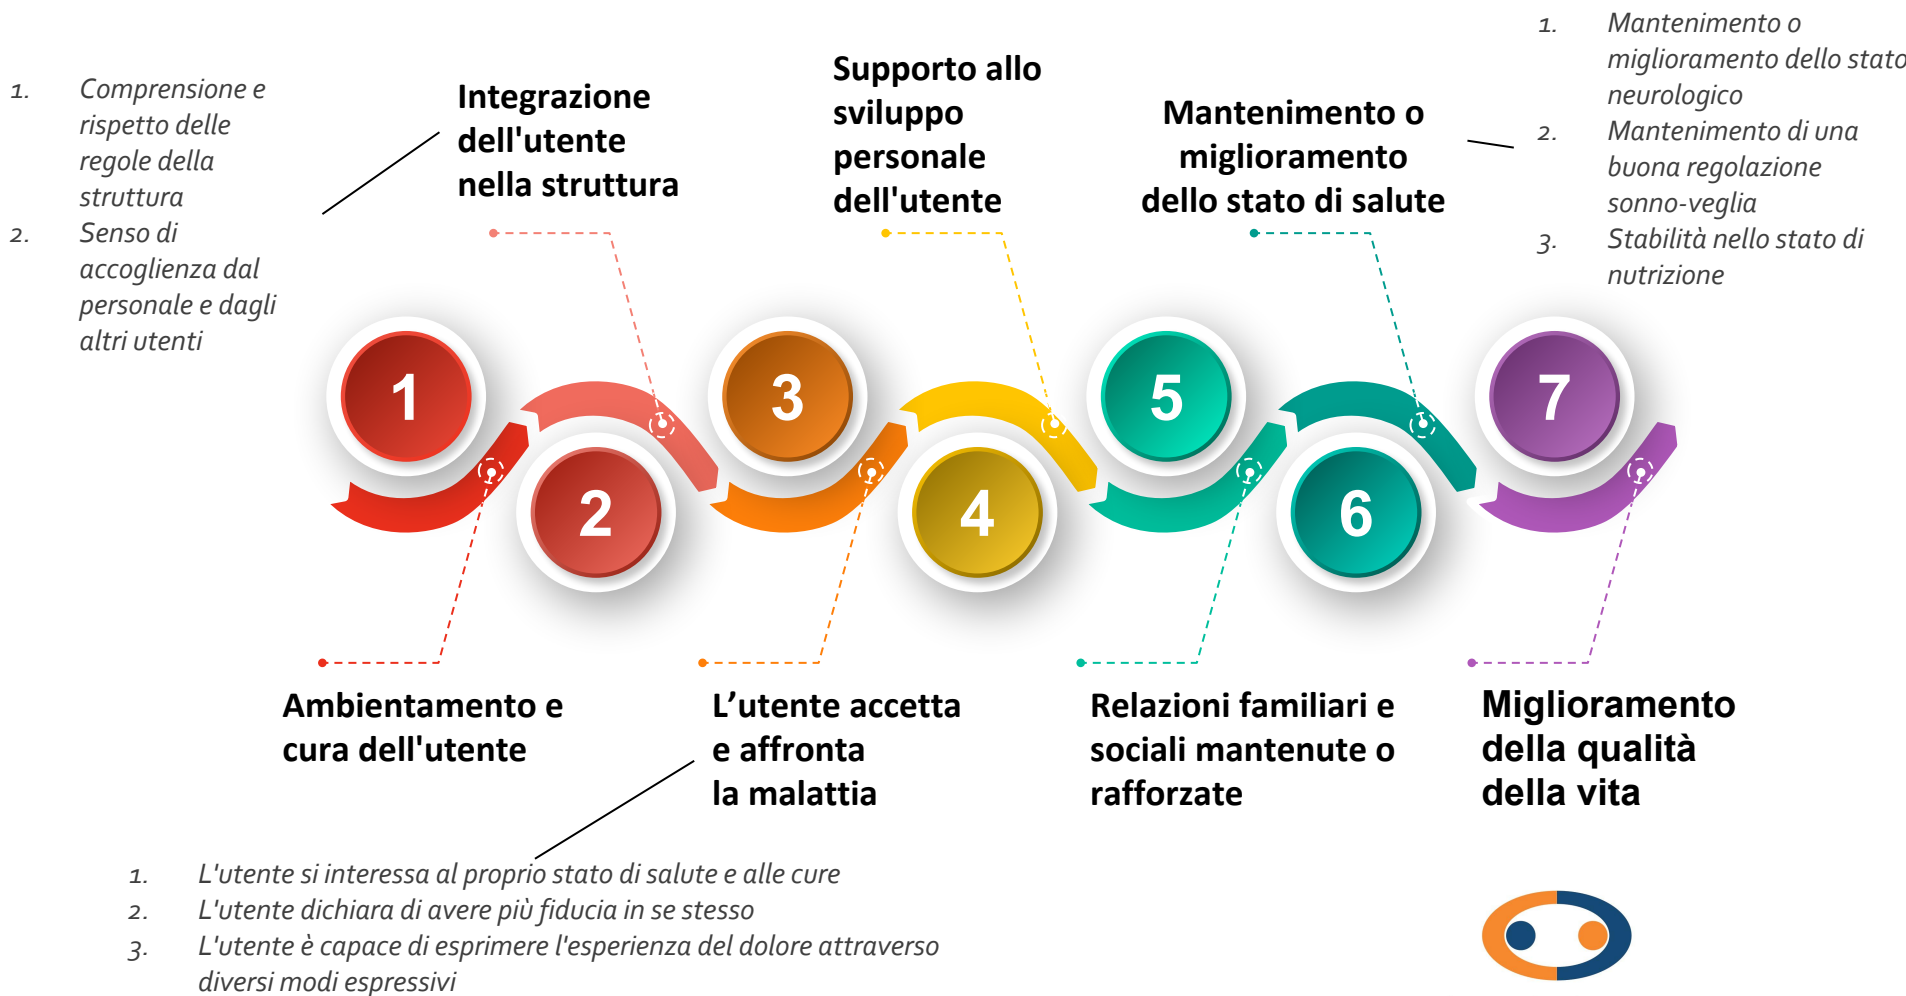 1. Comprensione e
rispetto delle
regole della
struttura
2. Senso di
accoglienza dal
personale e dagli
altri utenti
Integrazione
dell'utente
nella struttura
Supporto allo
sviluppo
personale
dell'utente
Mantenimento o
miglioramento
dello stato di salute
1. Mantenimento o
miglioramento dello stato
neurologico
2. Mantenimento di una
buona regolazione
sonno-veglia
3. Stabilità nello stato di
nutrizione
1
2
3
4
5
6
7
Ambientamento e
cura dell'utente
L’utente accetta
e affronta
la malattia
Relazioni familiari e
sociali mantenute o
rafforzate
Miglioramento
della qualità
della vita
1. L'utente si interessa al proprio stato di salute e alle cure
2. L'utente dichiara di avere più fiducia in se stesso
3. L'utente è capace di esprimere l'esperienza del dolore attraverso
diversi modi espressivi